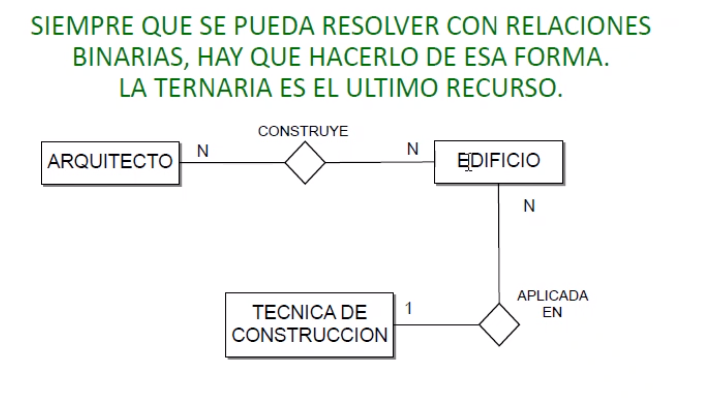 SIEMPRE QUE SE PUEDA RESOLVER CON RELACIONES
BINARIAS, HAY QUE HACERLO DE ESA FORMA.
LA TERNARIA ES EL ULTIMO RECURSO.
CONSTRUYE
ARQUITECTO
N
N
EDIFICIO
N
APLICADA
EN
TECNICA DE
CONSTRUCCION
1